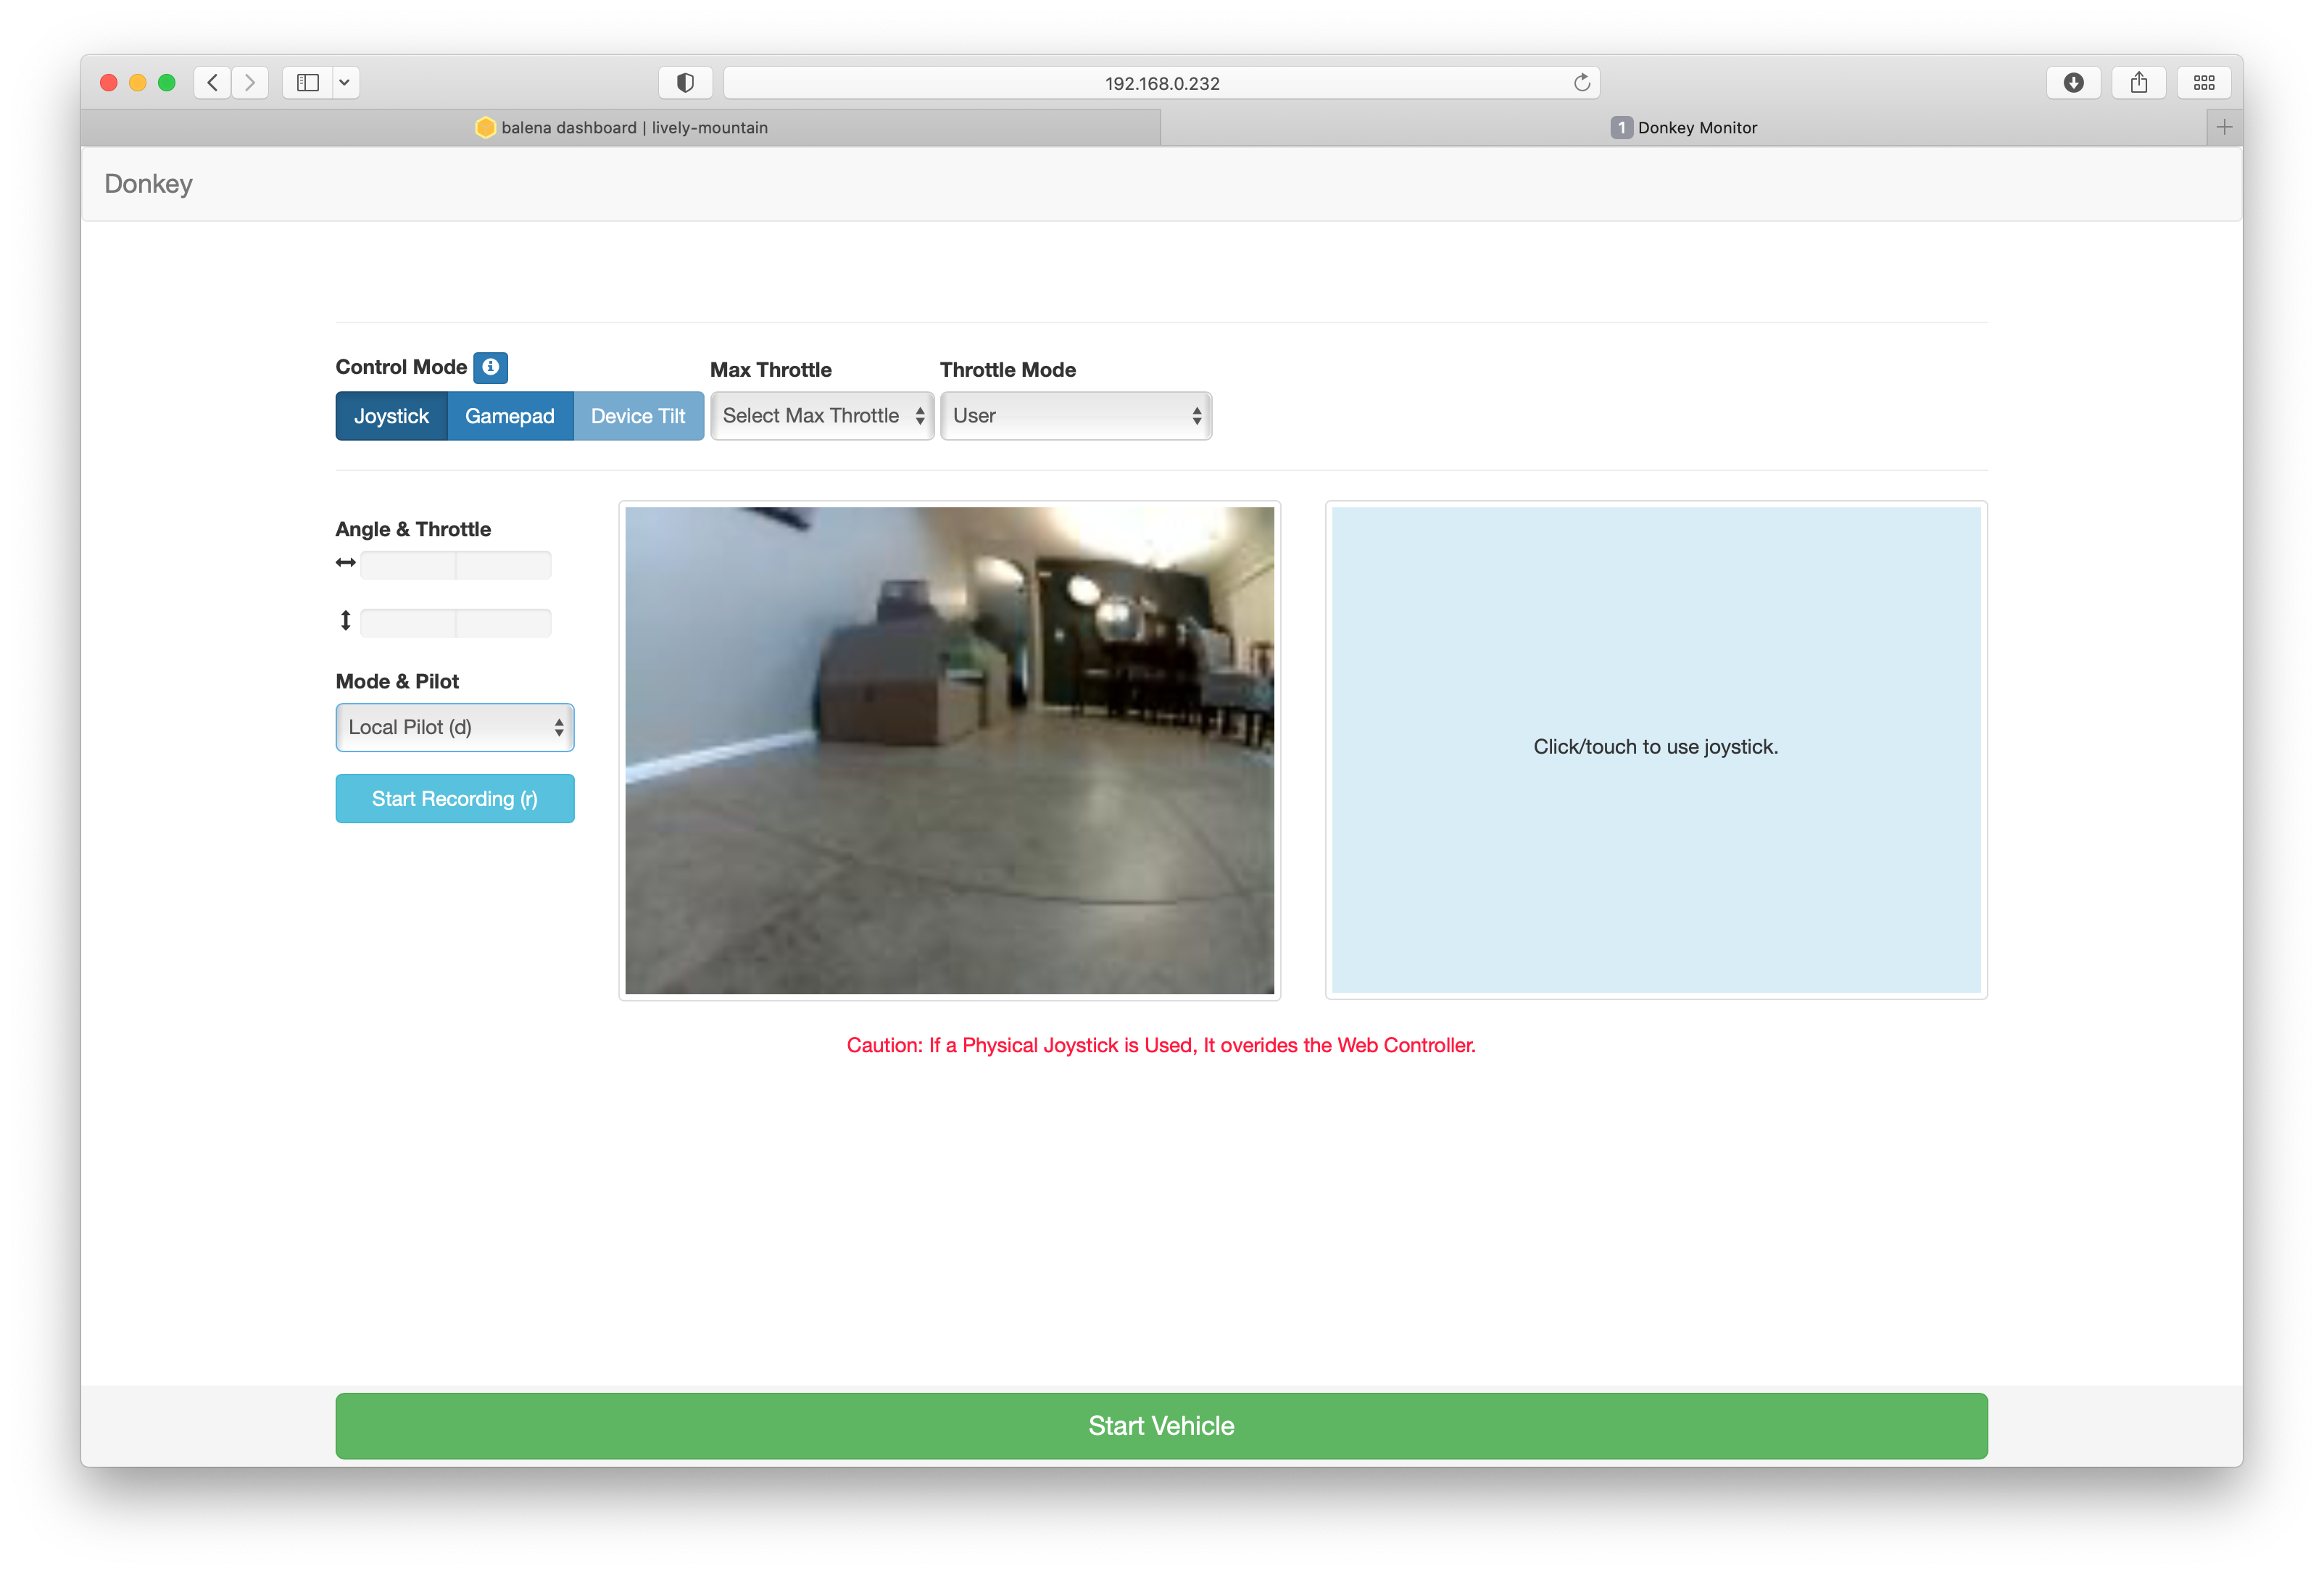 192.168.0.232
balena dashboard | lively-mountain
1 Donkey Monitor
Donkey
Control Mode
Max Throttle
Throttle Mode
Joystick
Gamepad
Device Tilt
Select Max Throttle
User
Angle & Throttle
Mode & Pilot
Local Pilot (d)
Start Recording (r)
Click/touch to use joystick.
Caution: If a Physical Joystick is Used, It overides the Web Controller.
Start Vehicle